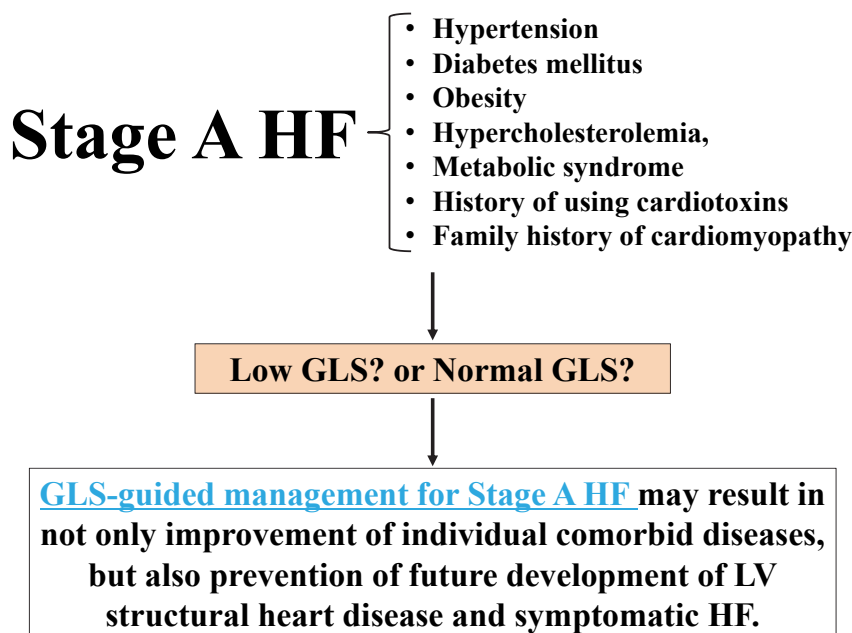 Stage A HF
• Hypertension
• Diabetes mellitus
• Obesity
• Hypercholesterolemia,
• Metabolic syndrome
• History of using cardiotoxins
• Family history of cardiomyopathy
Low GLS? or Normal GLS?
GLS-guided management for Stage A HF may result in
not only improvement of individual comorbid diseases,
but also prevention of future development of LV
structural heart disease and symptomatic HF.